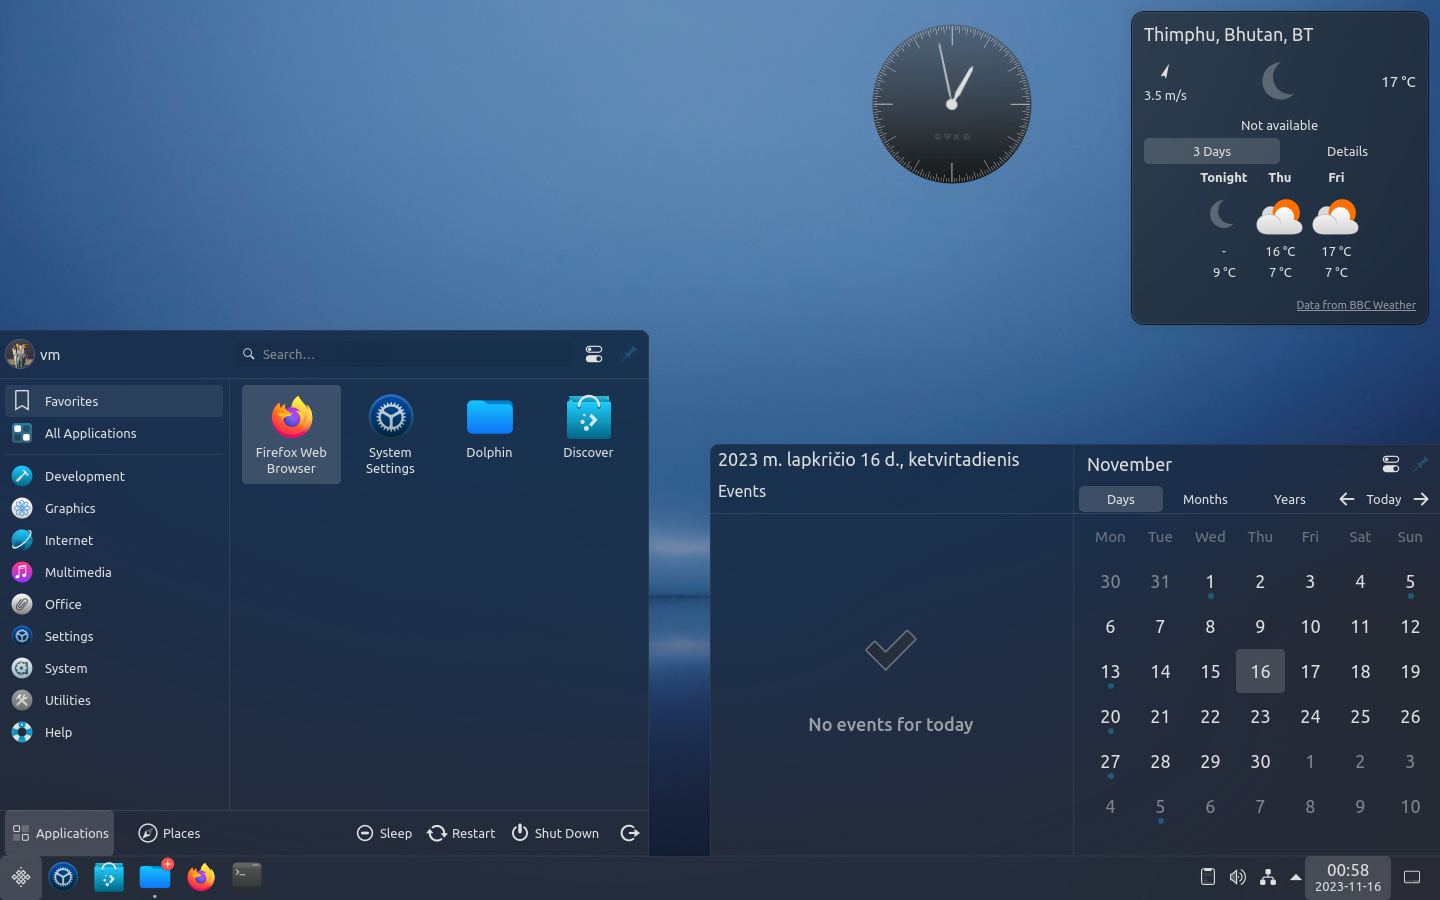 Thimphu, Bhutan, BT
3.5 m/s
17 °C
Not available
3 Days Details
Tonight Thu Fri
- 16 °C 17 °C
9 °C 7 °C 7 °C
Data from BBC Weather
vm
Search...
Favorites
All Applications
Development
Graphics
Internet
Multimedia
Office
Settings
System
Utilities
Help
Firefox Web Browser
System Settings
Dolphin
Discover
Applications
Places
Sleep
Restart
Shut Down
2023 m. lapkričio 16 d., ketvirtadienis
Events
No events for today
November
Days Months Years Today
Mon Tue Wed Thu Fri Sat Sun
30 31 1 2 3 4 5
6 7 8 9 10 11 12
13 14 15 16 17 18 19
20 21 22 23 24 25 26
27 28 29 30 1 2 3
4 5 6 7 8 9 10
00:58
2023-11-16